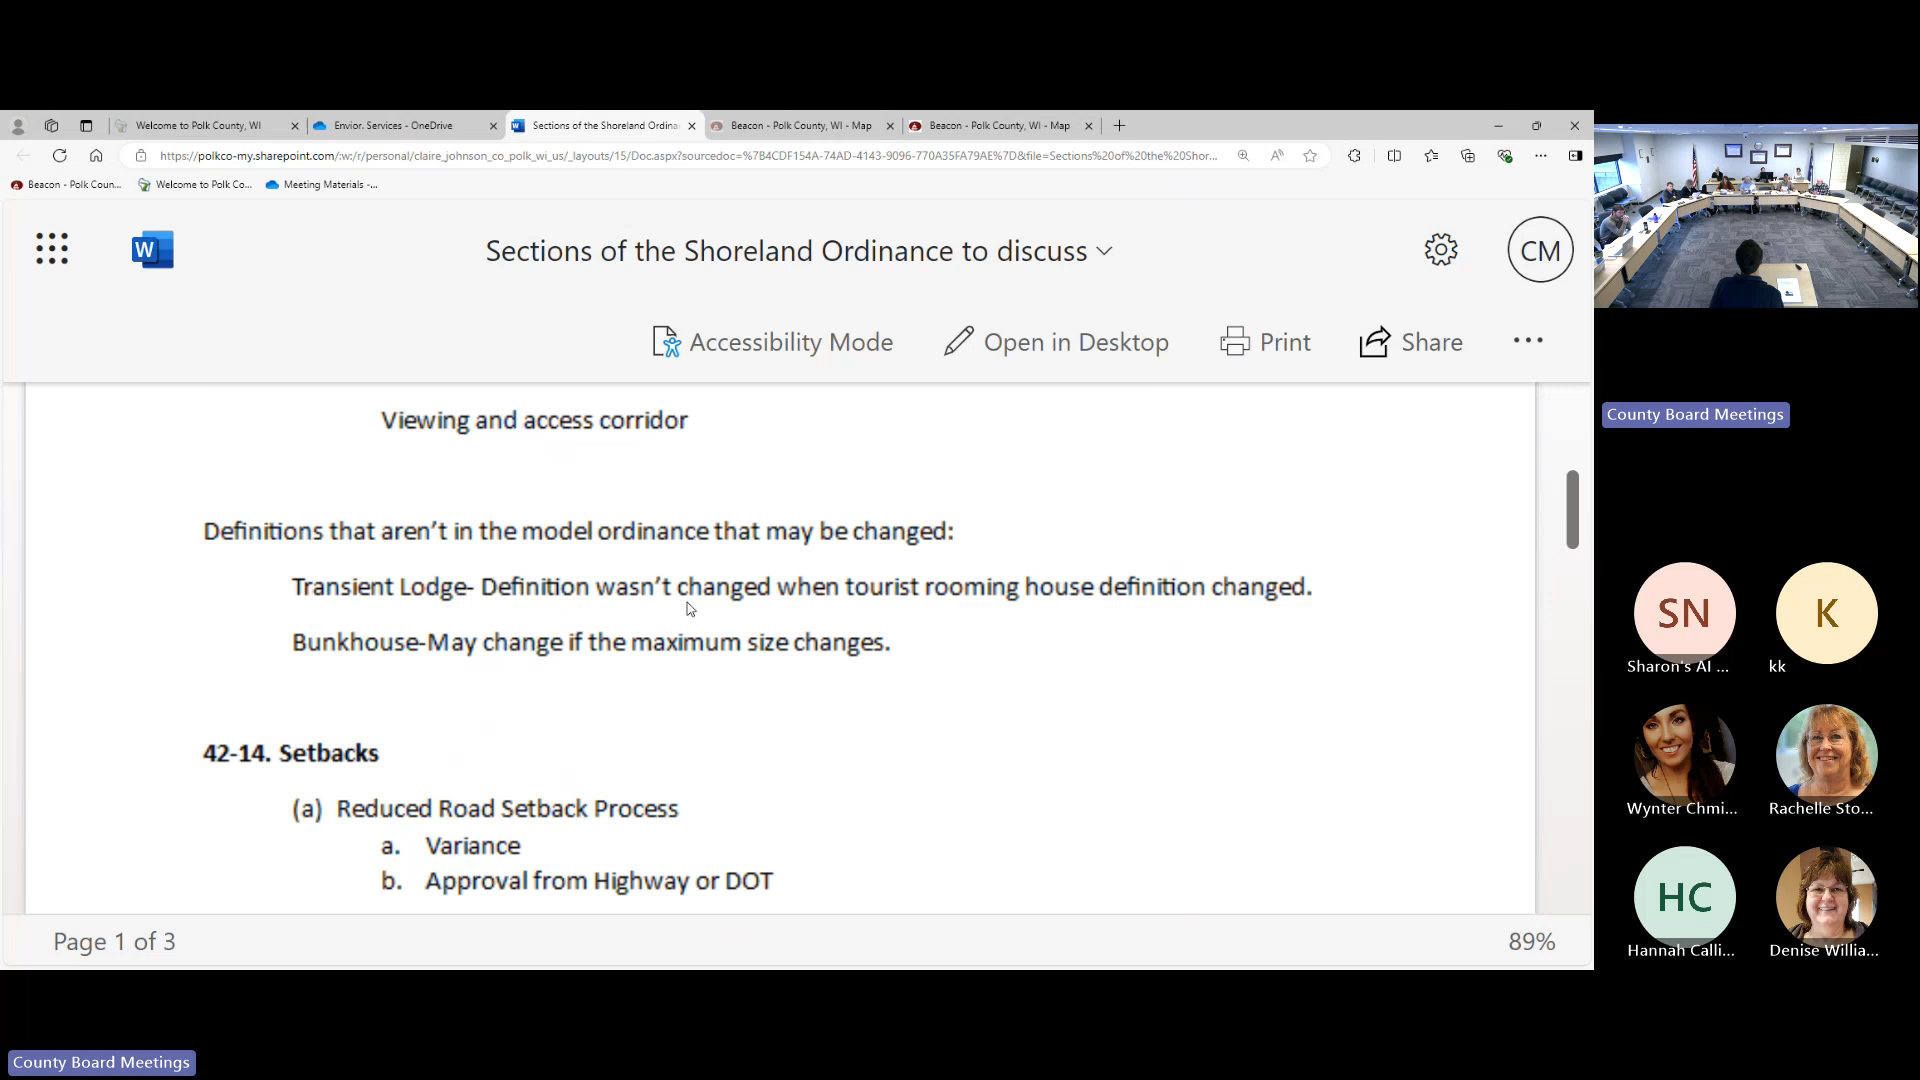 Welcome to Polk County, WI
Envior. Services - OneDrive
Sections of the Shoreland Ordina
Beacon - Polk County, WI - Map
Beacon - Polk County, WI - Map
https://polkco-my.sharepoint.com/:w:/r/personal/claire_johnson_co_polk_wi_us/_layouts/15/Doc.aspx?sourcedoc=%7B4CDF154A-74AD-4143-9096-770A35FA79AE%7D&file=Sections%20of%20the%20Shor...
Beacon - Polk Coun...
Welcome to Polk Co...
Meeting Materials -...
W
Sections of the Shoreland Ordinance to discuss
CM
Accessibility Mode
Open in Desktop
Print
Share
Viewing and access corridor
Definitions that aren't in the model ordinance that may be changed:
Transient Lodge- Definition wasn't changed when tourist rooming house definition changed.
Bunkhouse-May change if the maximum size changes.
42-14. Setbacks
(a) Reduced Road Setback Process
a. Variance
b. Approval from Highway or DOT
Page 1 of 3
89%
County Board Meetings
SN
Sharon's AI ...
K
kk
Wynter Chmi...
Rachelle Sto...
HC
Hannah Calli...
Denise Willia...
County Board Meetings